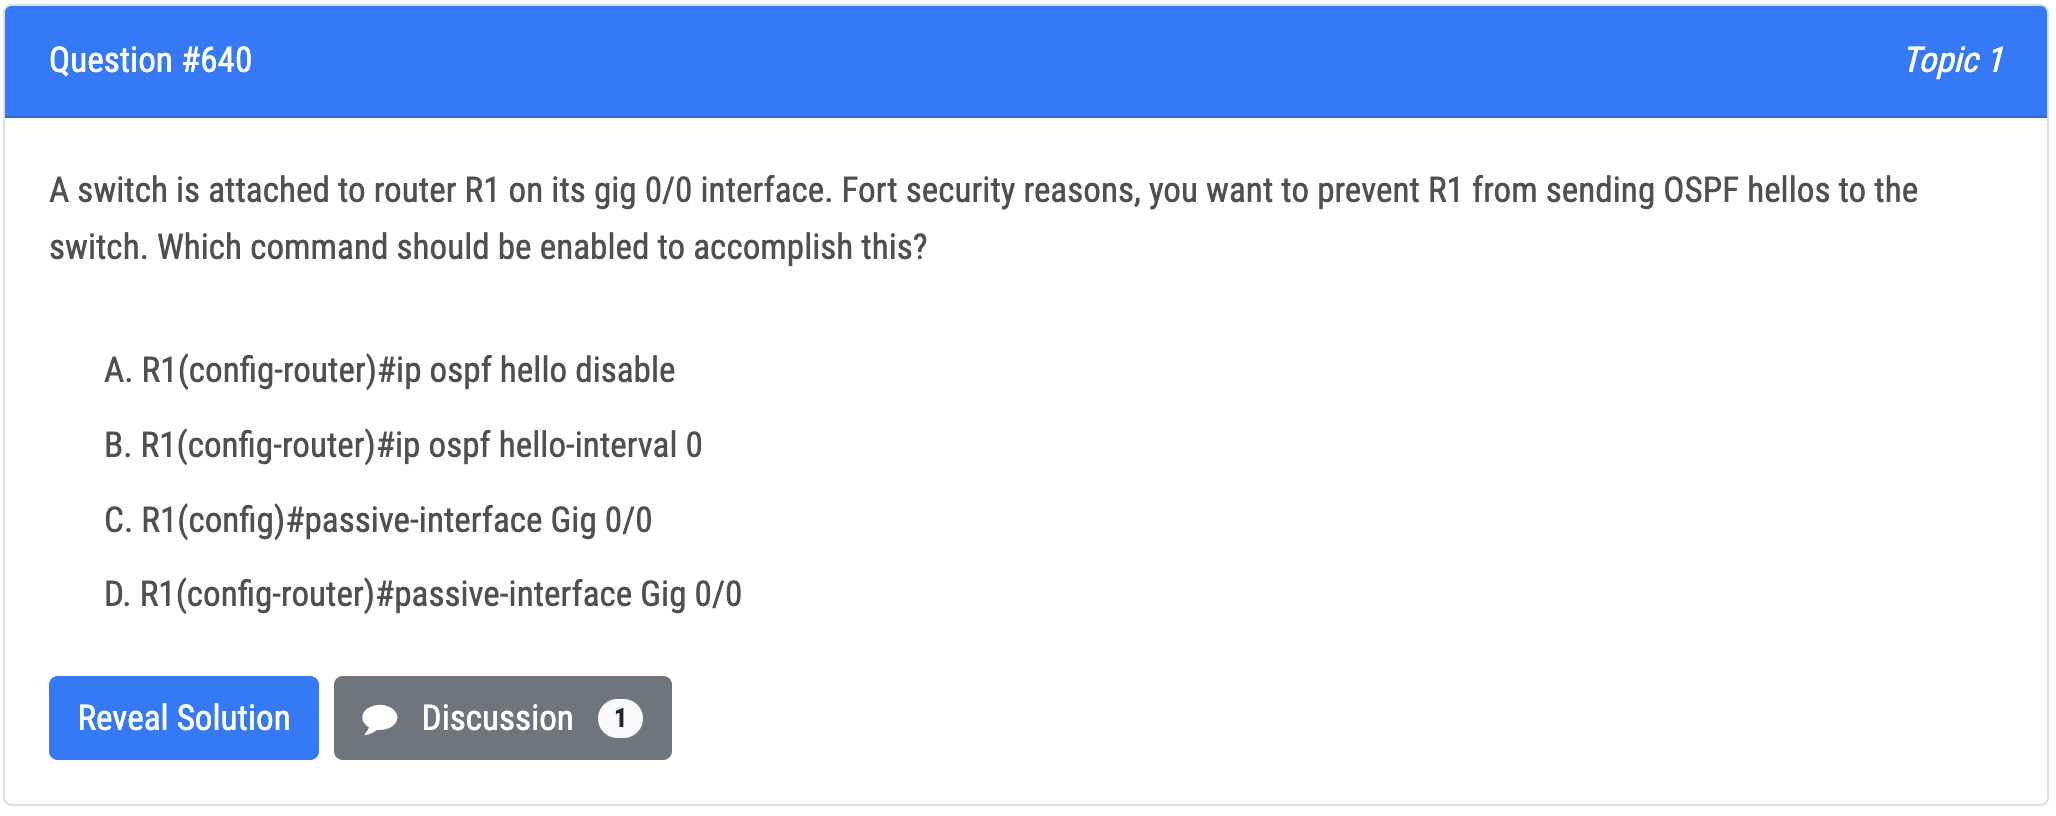 Question #640
Topic 1
A switch is attached to router R1 on its gig 0/0 interface. Fort security reasons, you want to prevent R1 from sending OSPF hellos to the
switch. Which command should be enabled to accomplish this?
A. R1(config-router)#ip ospf hello disable
B. R1(config-router)#ip ospf hello-interval 0
C. R1(config)#passive-interface Gig 0/0
D. R1(config-router)#passive-interface Gig 0/0
Reveal Solution
Discussion 1